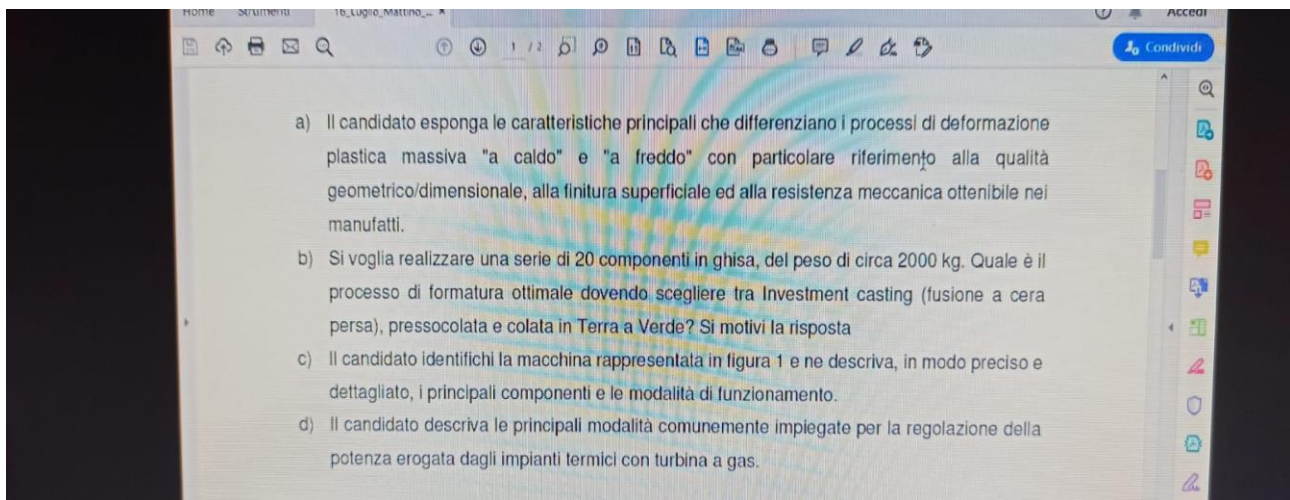 Home Strumenti 16_Luglio_Mattino_...
Accedi
1 / 2
Condividi
a) Il candidato esponga le caratteristiche principali che differenziano i processi di deformazione
plastica massiva "a caldo" e "a freddo" con particolare riferimento alla qualità
geometrico/dimensionale, alla finitura superficiale ed alla resistenza meccanica ottenibile nei
manufatti.
b) Si voglia realizzare una serie di 20 componenti in ghisa, del peso di circa 2000 kg. Quale è il
processo di formatura ottimale dovendo scegliere tra Investment casting (fusione a cera
persa), pressocolata e colata in Terra a Verde? Si motivi la risposta
c) Il candidato identifichi la macchina rappresentata in figura 1 e ne descriva, in modo preciso e
dettagliato, i principali componenti e le modalità di funzionamento.
d) Il candidato descriva le principali modalità comunemente impiegate per la regolazione della
potenza erogata dagli impianti termici con turbina a gas.